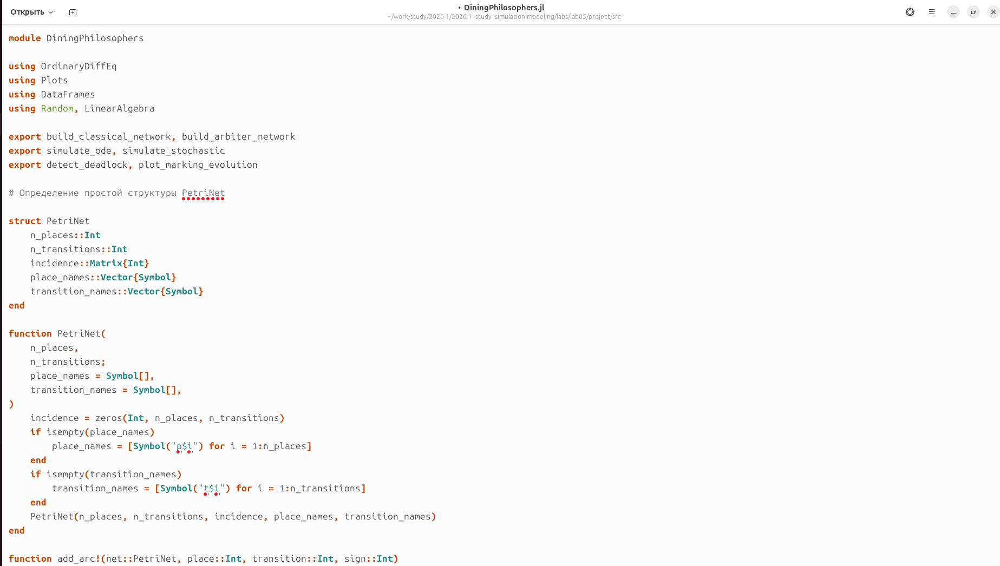 Открыть
• DiningPhilosophers.jl
~/work/study/2026-1/2026-1--study--simulation-modeling/labs/lab05/project/src
module DiningPhilosophers
using OrdinaryDiffEq
using Plots
using DataFrames
using Random, LinearAlgebra
export build_classical_network, build_arbiter_network
export simulate_ode, simulate_stochastic
export detect_deadlock, plot_marking_evolution
# Определение простой структуры PetriNet
struct PetriNet
    n_places::Int
    n_transitions::Int
    incidence::Matrix{Int}
    place_names::Vector{Symbol}
    transition_names::Vector{Symbol}
end
function PetriNet(
    n_places,
    n_transitions;
    place_names = Symbol[],
    transition_names = Symbol[],
)
    incidence = zeros(Int, n_places, n_transitions)
    if isempty(place_names)
        place_names = [Symbol("p$i") for i = 1:n_places]
    end
    if isempty(transition_names)
        transition_names = [Symbol("t$i") for i = 1:n_transitions]
    end
    PetriNet(n_places, n_transitions, incidence, place_names, transition_names)
end
function add_arc!(net::PetriNet, place::Int, transition::Int, sign::Int)